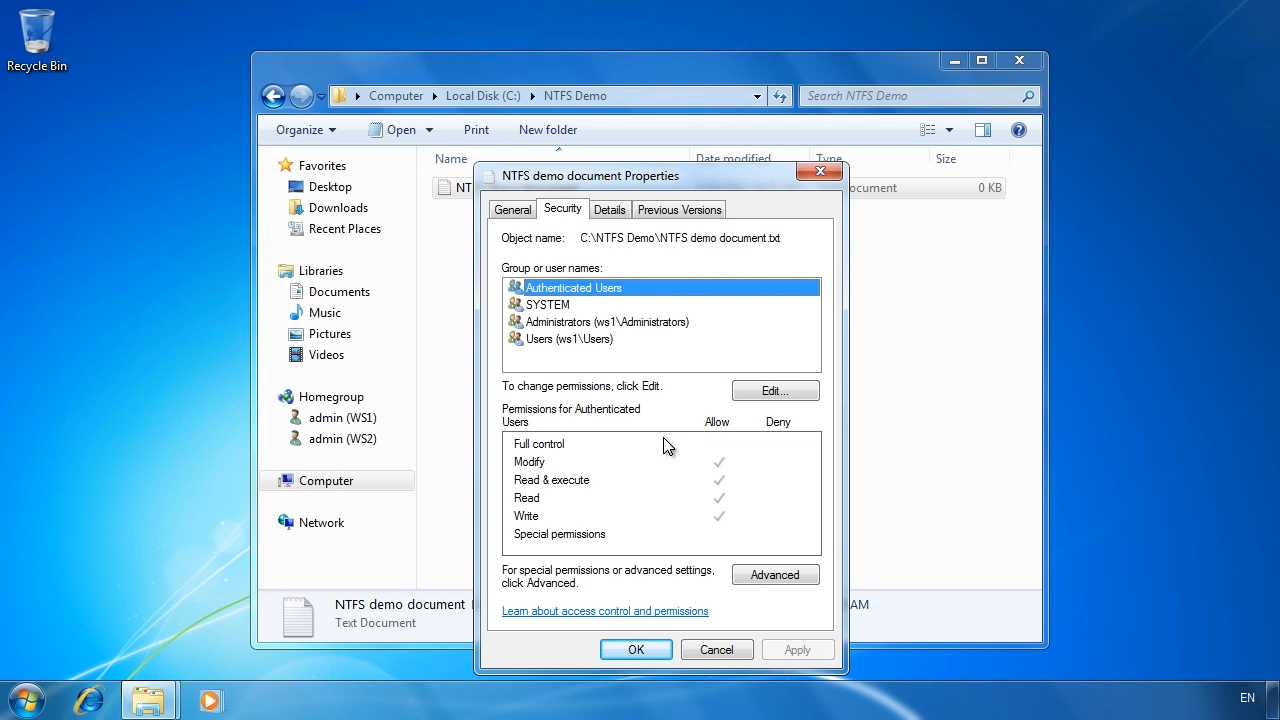 Recycle Bin
Computer Local Disk (C:) NTFS Demo
Search NTFS Demo
Organize Open Print New folder
Favorites
Desktop
Downloads
Recent Places
Libraries
Documents
Music
Pictures
Videos
Homegroup
admin (WS1)
admin (WS2)
Computer
Network
Name Date modified Type Size
NT ocument 0 KB
NTFS demo document Properties
General Security Details Previous Versions
Object name: C:\NTFS Demo\NTFS demo document.txt
Group or user names:
Authenticated Users
SYSTEM
Administrators (ws1\Administrators)
Users (ws1\Users)
To change permissions, click Edit.
Edit...
Permissions for Authenticated
Users Allow Deny
Full control
Modify
Read & execute
Read
Write
Special permissions
For special permissions or advanced settings,
click Advanced.
Advanced
Learn about access control and permissions
OK Cancel Apply
NTFS demo document AM
Text Document
EN